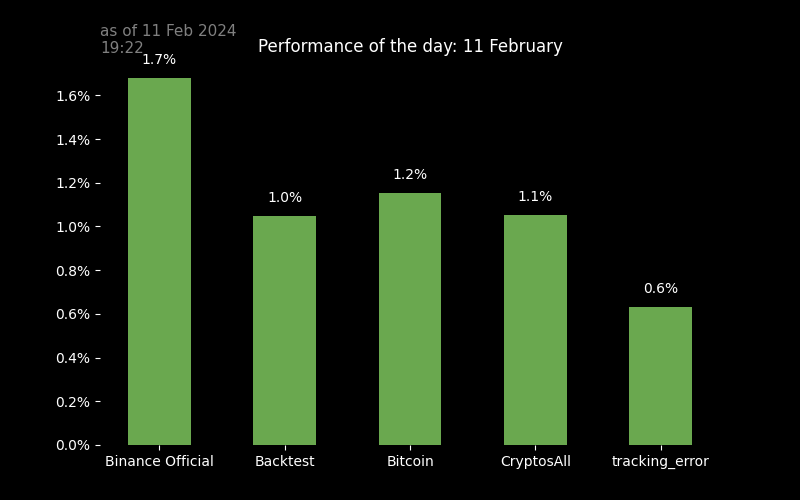 as of 11 Feb 2024
19:22
Performance of the day: 11 February
1.7%
1.0%
1.2%
1.1%
0.6%
1.6%
1.4%
1.2%
1.0%
0.8%
0.6%
0.4%
0.2%
0.0%
Binance Official
Backtest
Bitcoin
CryptosAll
tracking_error